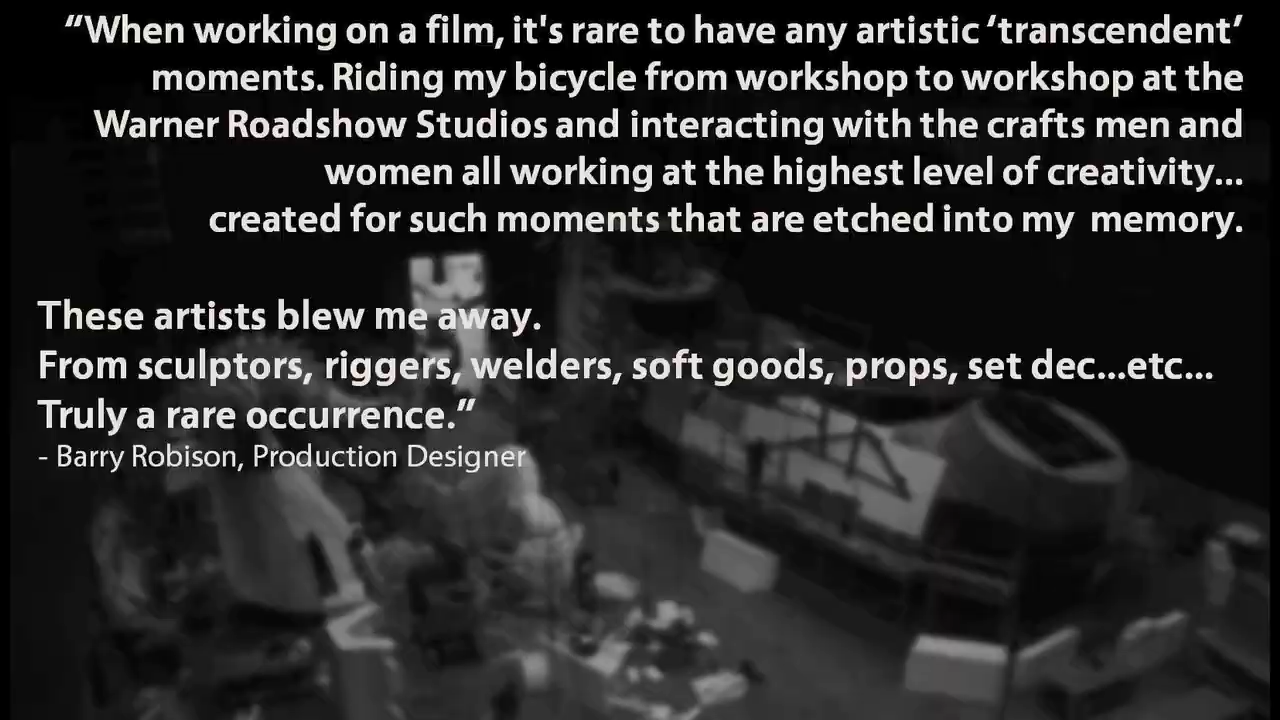 “When working on a film, it's rare to have any artistic ‘transcendent’
moments. Riding my bicycle from workshop to workshop at the
Warner Roadshow Studios and interacting with the crafts men and
women all working at the highest level of creativity...
created for such moments that are etched into my  memory.
These artists blew me away.
From sculptors, riggers, welders, soft goods, props, set dec...etc...
Truly a rare occurrence.”
- Barry Robison, Production Designer